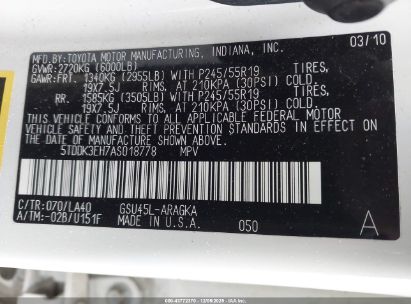 MFD.BY:TOYOTA MOTOR MANUFACTURING, INDIANA, INC.
GVWR:2720KG (6000LB) 03/10
GAWR:FRT. 1340KG (2955LB) WITH P245/55R19 TIRES,
19X7.5J RIMS, AT 210KPA (30PSI) COLD.
RR. 1585KG (3505LB) WITH P245/55R19 TIRES,
19X7.5J RIMS, AT 210KPA (30PSI) COLD.
THIS VEHICLE CONFORMS TO ALL APPLICABLE FEDERAL MOTOR
VEHICLE SAFETY AND THEFT PREVENTION STANDARDS IN EFFECT
ON THE DATE OF MANUFACTURE SHOWN ABOVE.
5TDDK3EH7AS018778 MPV
C/TR:070/LA40 GSU45L-ARAGKA
A/TM:-02B/U151F MADE IN U.S.A. 050 A